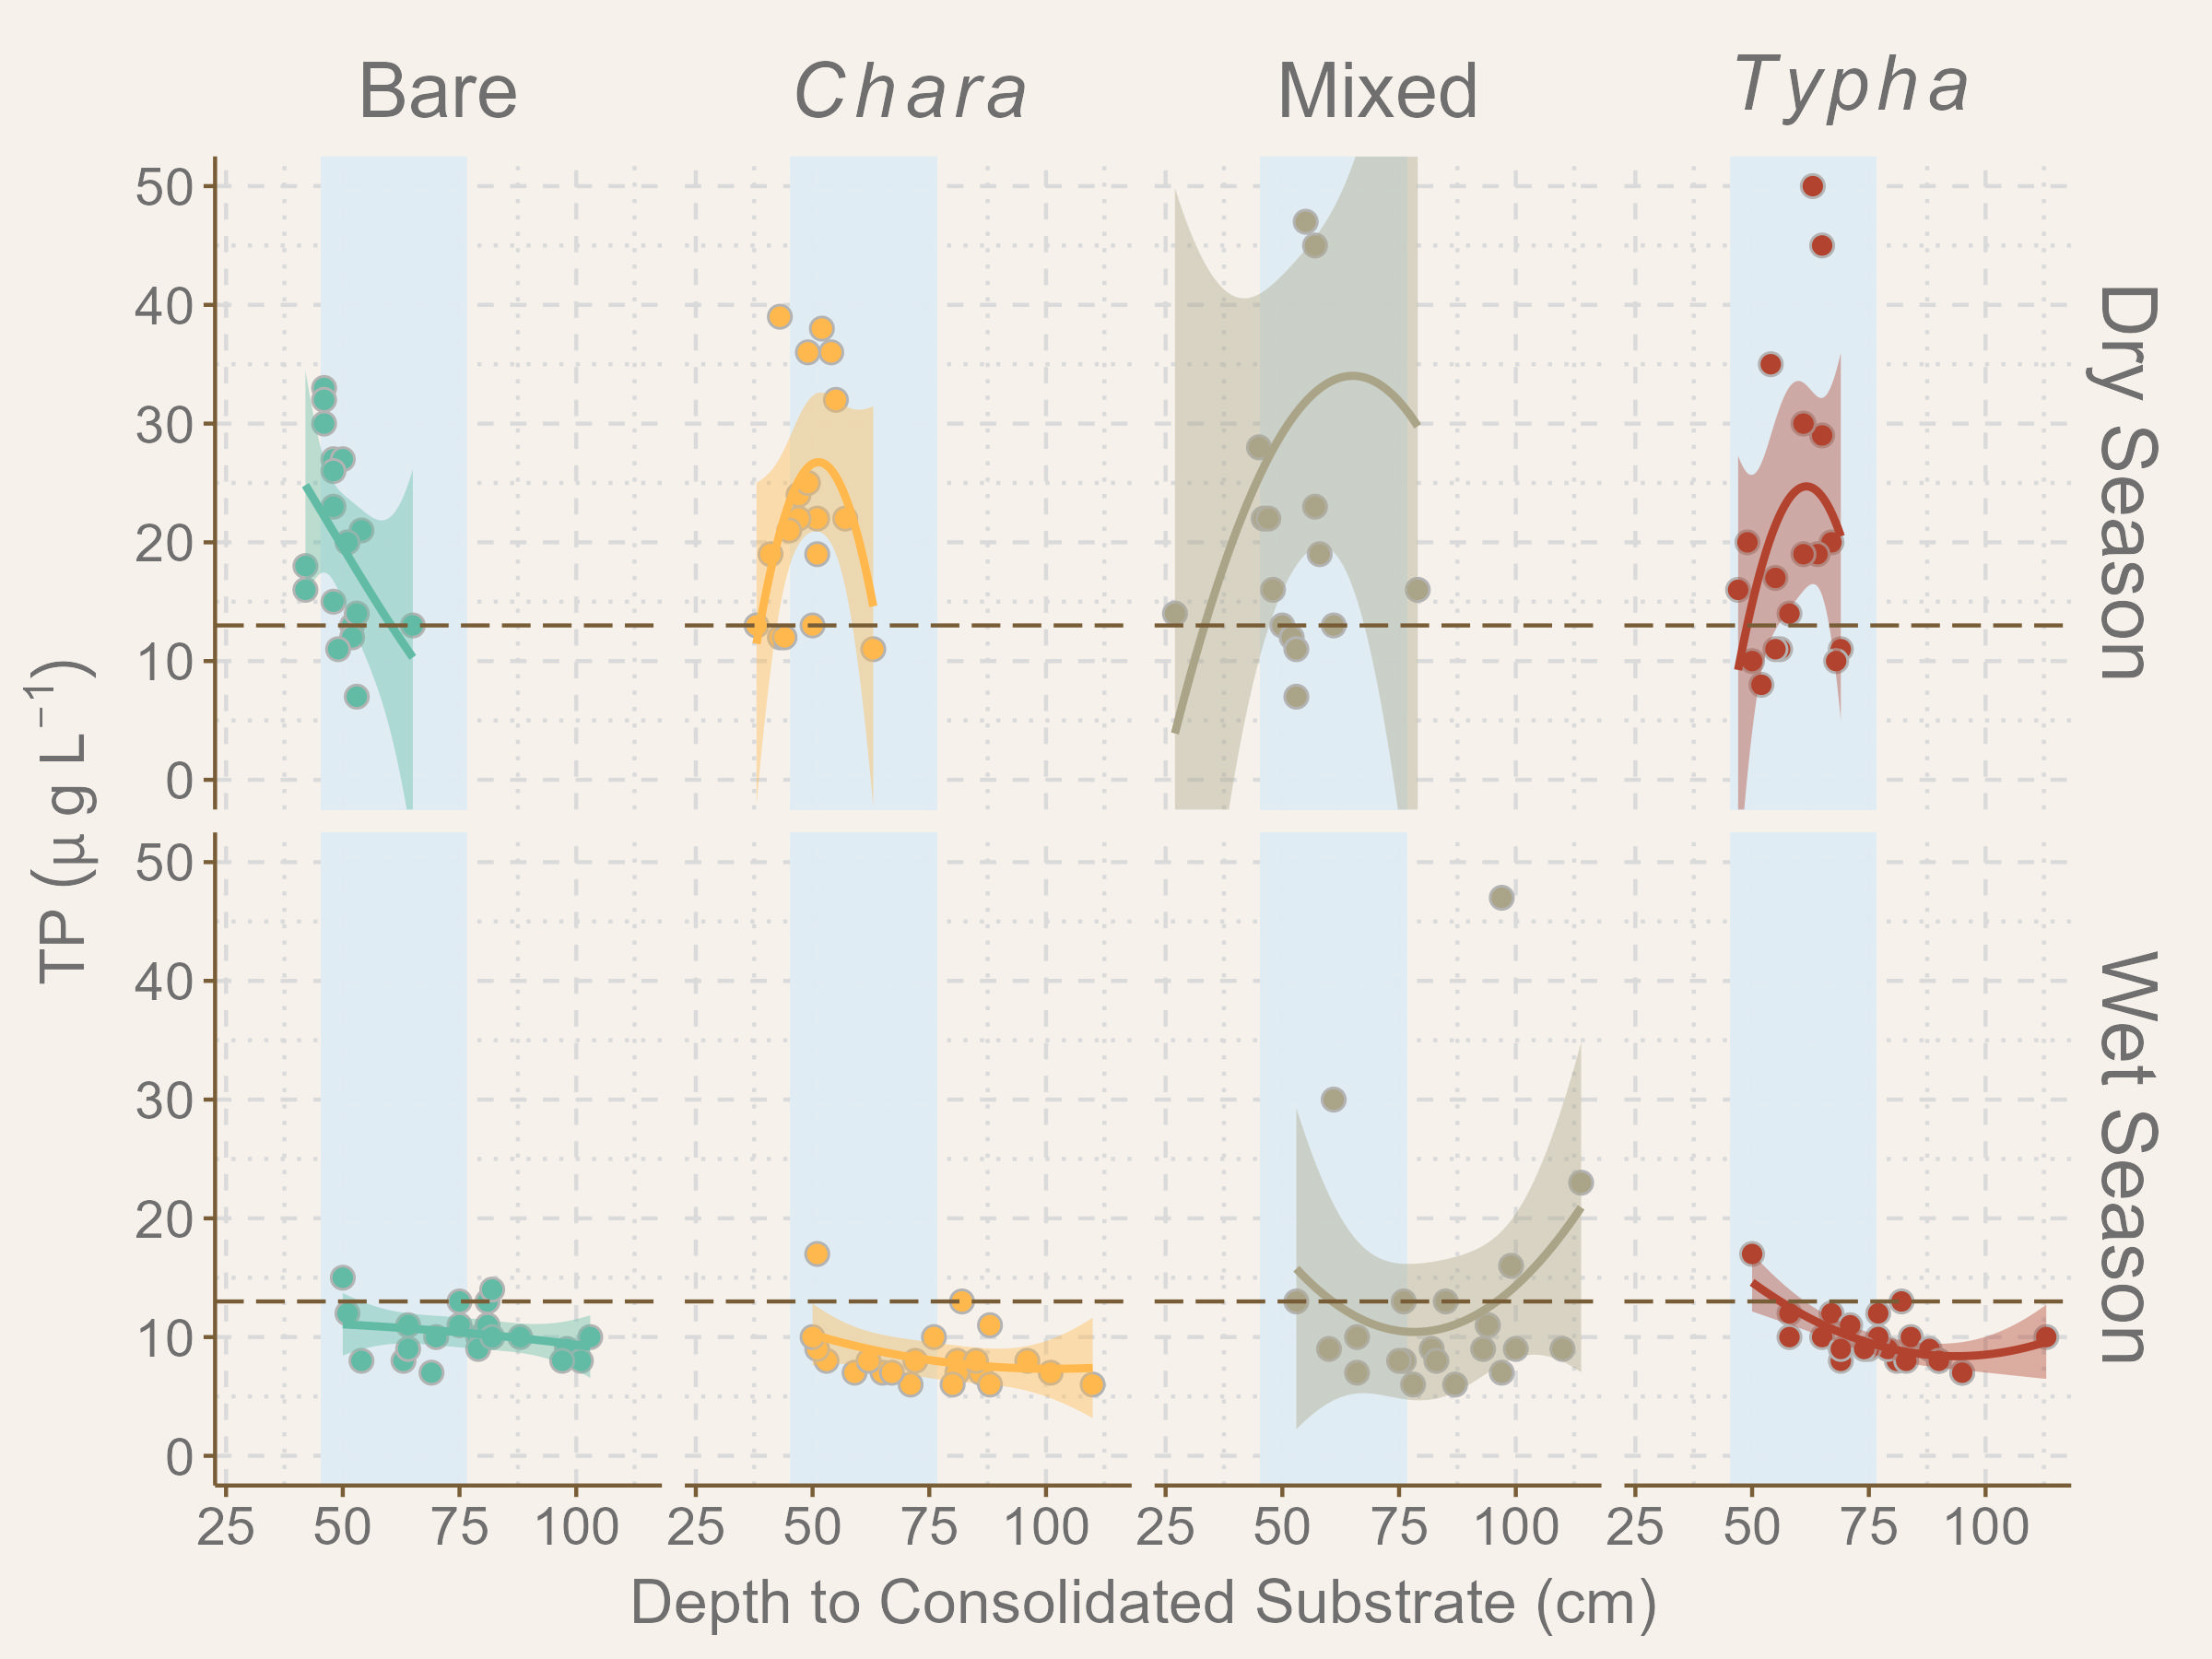 Bare Chara Mixed Typha
50
40
30
20
10
0
Dry Season
TP (µ g L⁻¹)
50
40
30
20
10
0
Wet Season
25 50 75 100 25 50 75 100 25 50 75 100 25 50 75 100
Depth to Consolidated Substrate (cm)